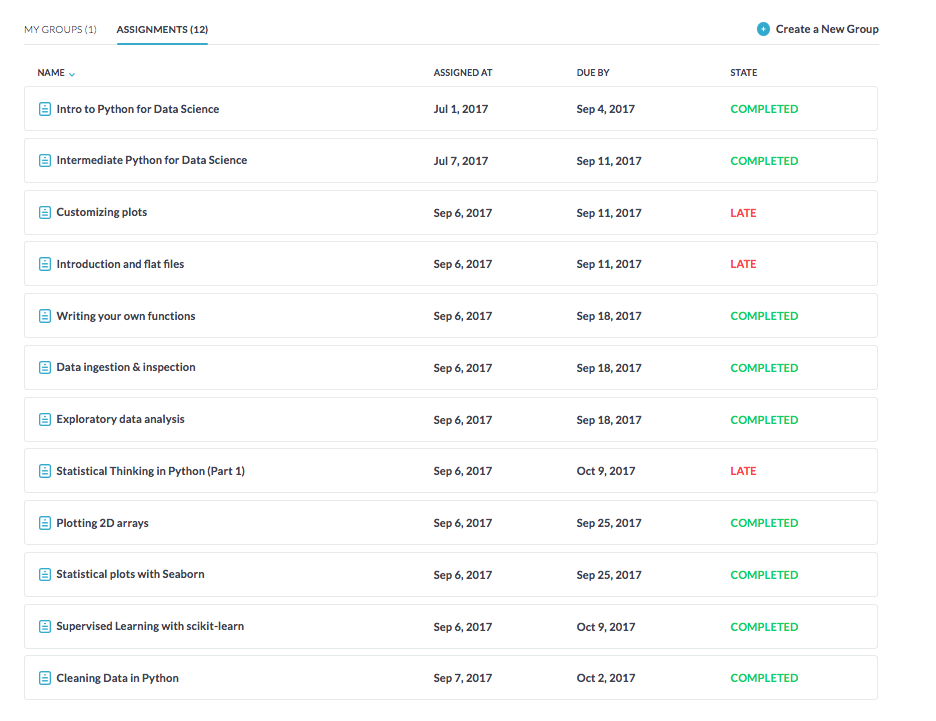 MY GROUPS (1) ASSIGNMENTS (12) Create a New Group
NAME ASSIGNED AT DUE BY STATE
Intro to Python for Data Science Jul 1, 2017 Sep 4, 2017 COMPLETED
Intermediate Python for Data Science Jul 7, 2017 Sep 11, 2017 COMPLETED
Customizing plots Sep 6, 2017 Sep 11, 2017 LATE
Introduction and flat files Sep 6, 2017 Sep 11, 2017 LATE
Writing your own functions Sep 6, 2017 Sep 18, 2017 COMPLETED
Data ingestion & inspection Sep 6, 2017 Sep 18, 2017 COMPLETED
Exploratory data analysis Sep 6, 2017 Sep 18, 2017 COMPLETED
Statistical Thinking in Python (Part 1) Sep 6, 2017 Oct 9, 2017 LATE
Plotting 2D arrays Sep 6, 2017 Sep 25, 2017 COMPLETED
Statistical plots with Seaborn Sep 6, 2017 Sep 25, 2017 COMPLETED
Supervised Learning with scikit-learn Sep 6, 2017 Oct 9, 2017 COMPLETED
Cleaning Data in Python Sep 7, 2017 Oct 2, 2017 COMPLETED